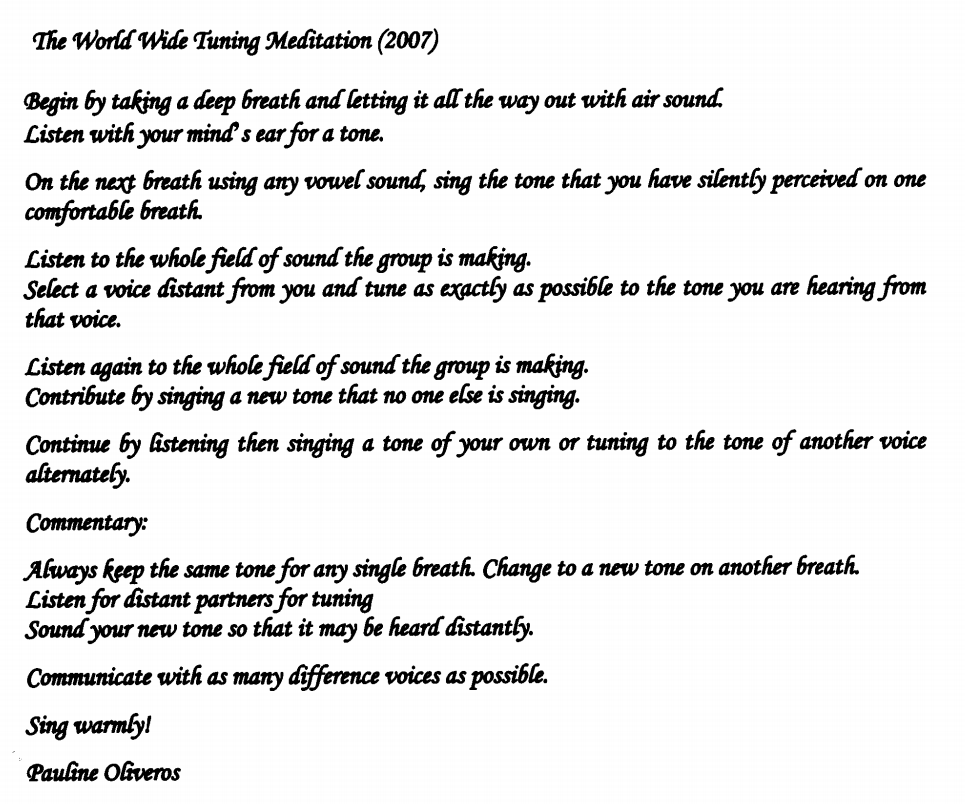 The World Wide Tuning Meditation (2007)
Begin by taking a deep breath and letting it all the way out with air sound.
Listen with your mind's ear for a tone.
On the next breath using any vowel sound, sing the tone that you have silently perceived on one
comfortable breath.
Listen to the whole field of sound the group is making.
Select a voice distant from you and tune as exactly as possible to the tone you are hearing from
that voice.
Listen again to the whole field of sound the group is making.
Contribute by singing a new tone that no one else is singing.
Continue by listening then singing a tone of your own or tuning to the tone of another voice
alternately.
Commentary:
Always keep the same tone for any single breath. Change to a new tone on another breath.
Listen for distant partners for tuning
Sound your new tone so that it may be heard distantly.
Communicate with as many difference voices as possible.
Sing warmly!
Pauline Oliveros